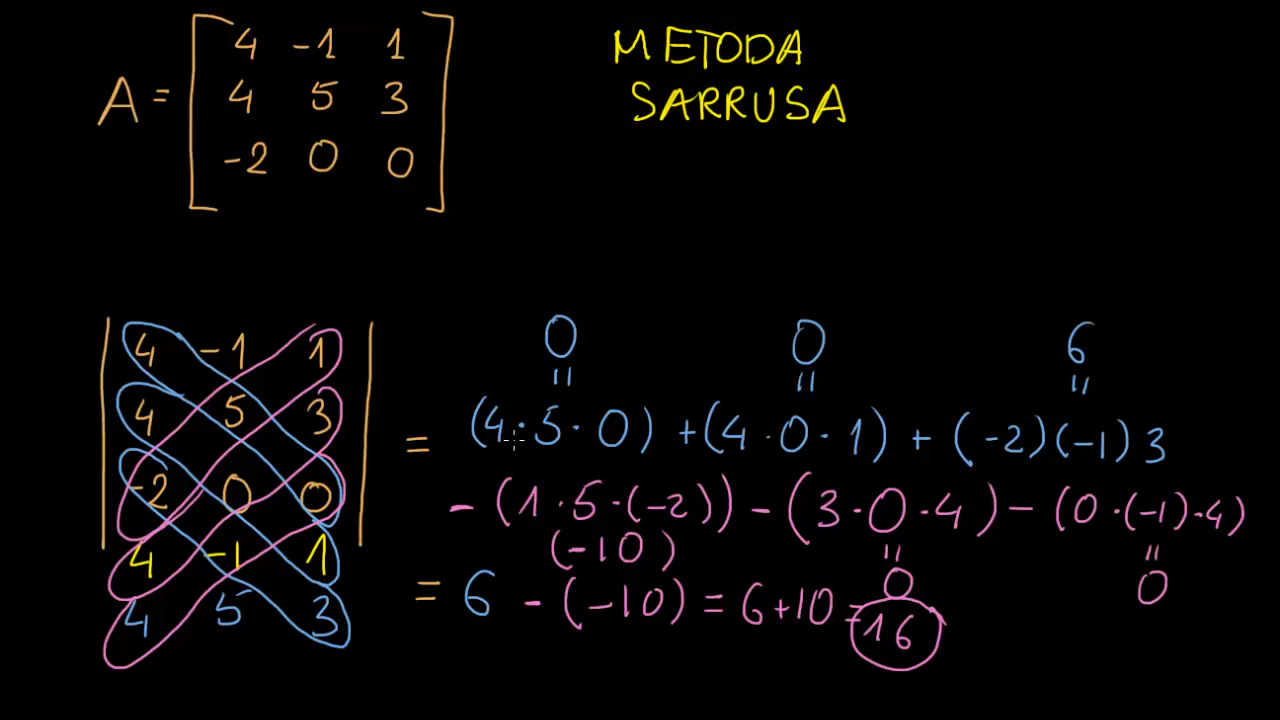 METODA
SARRUSA
A = [ 4 -1 1
4 5 3
-2 0 0 ]
| 4 -1 1 |
4 5 3
-2 0 0
4 -1 1
4 5 3
0 0 6
= (4·5·0) + (4·0·1) + (-2)(-1)3
- (1·5·(-2)) - (3·0·4) - (0·(-1)·4)
(-10) 0 0
= 6 - (-10) = 6+10 = 16